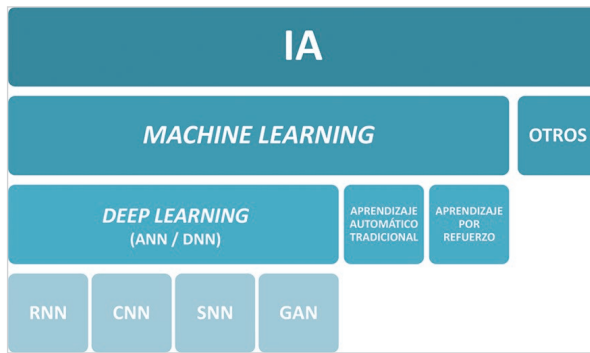 IA
MACHINE LEARNING
OTROS
DEEP LEARNING
(ANN / DNN)
APRENDIZAJE
AUTOMÁTICO
TRADICIONAL
APRENDIZAJE
POR
REFUERZO
RNN
CNN
SNN
GAN